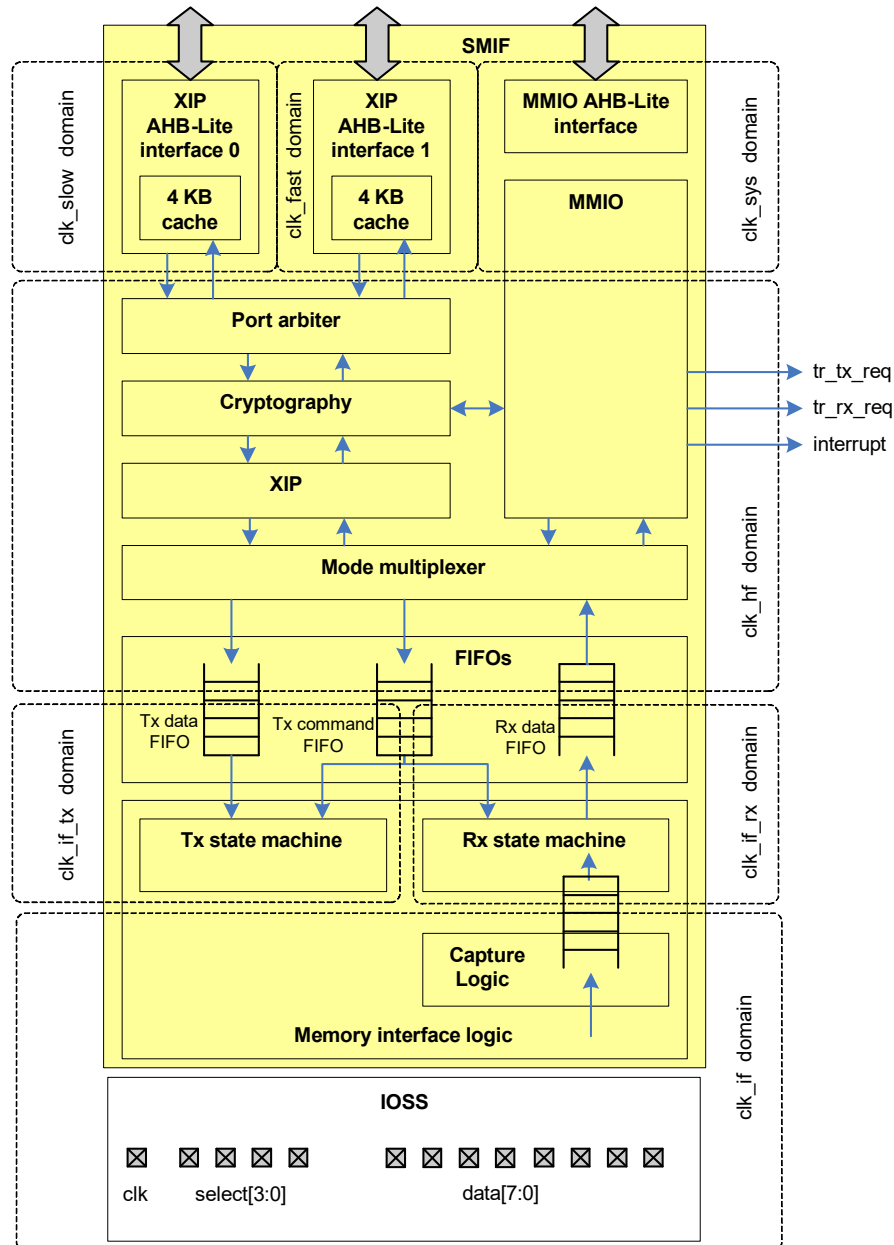 SMIF
clk_slow domain
XIP
AHB-Lite
interface 0
4 KB
cache
clk_fast domain
XIP
AHB-Lite
interface 1
4 KB
cache
MMIO AHB-Lite
interface
MMIO
clk_sys domain
Port arbiter
Cryptography
XIP
Mode multiplexer
tr_tx_req
tr_rx_req
interrupt
clk_hf domain
FIFOs
Tx data
FIFO
Tx command
FIFO
Rx data
FIFO
clk_if_tx domain
Tx state machine
Rx state machine
clk_if_rx domain
Capture
Logic
Memory interface logic
clk_if domain
IOSS
clk
select[3:0]
data[7:0]